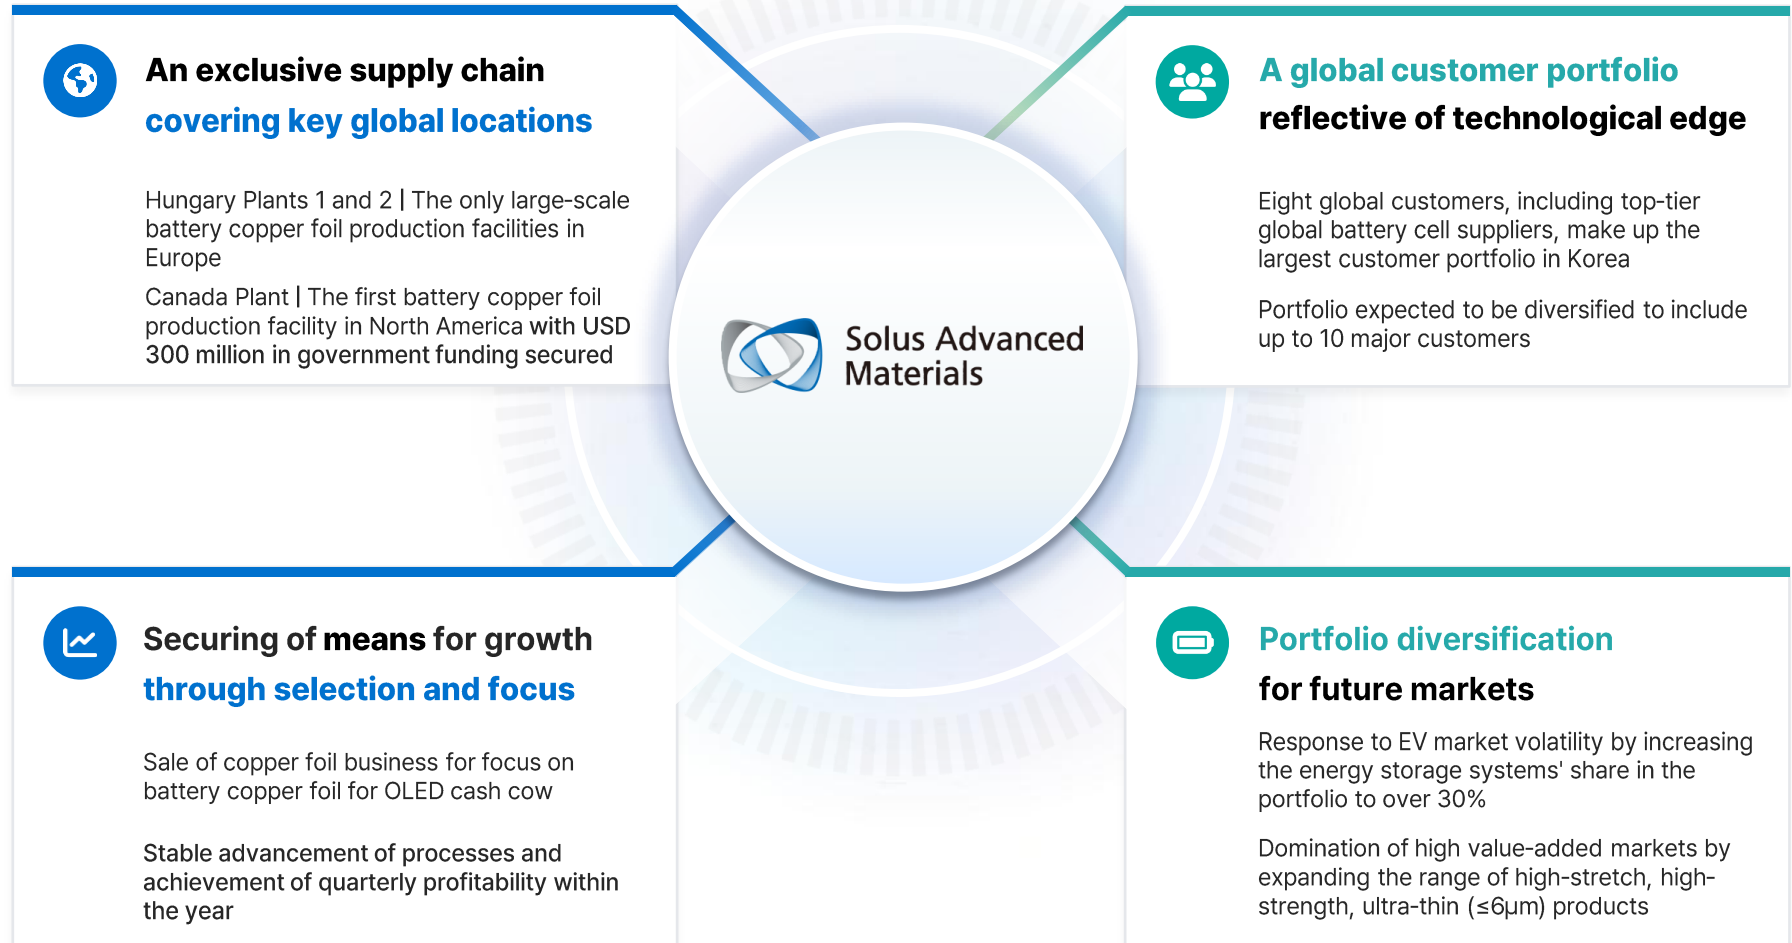 An exclusive supply chain
covering key global locations
Hungary Plants 1 and 2 | The only large-scale
battery copper foil production facilities in
Europe
Canada Plant | The first battery copper foil
production facility in North America with USD
300 million in government funding secured
A global customer portfolio
reflective of technological edge
Eight global customers, including top-tier
global battery cell suppliers, make up the
largest customer portfolio in Korea
Portfolio expected to be diversified to include
up to 10 major customers
Solus Advanced
Materials
Securing of means for growth
through selection and focus
Sale of copper foil business for focus on
battery copper foil for OLED cash cow
Stable advancement of processes and
achievement of quarterly profitability within
the year
Portfolio diversification
for future markets
Response to EV market volatility by increasing
the energy storage systems' share in the
portfolio to over 30%
Domination of high value-added markets by
expanding the range of high-stretch, high-
strength, ultra-thin (≤6μm) products